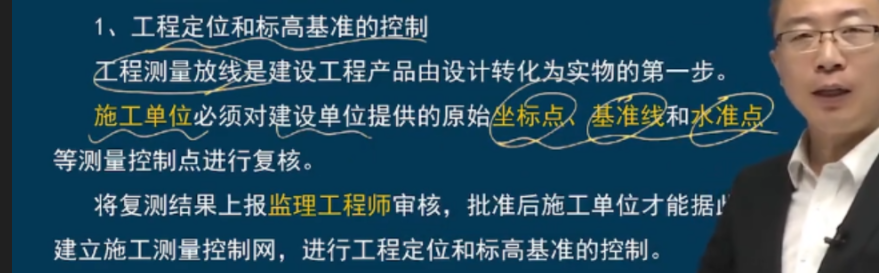 1、工程定位和标高基准的控制
工程测量放线是建设工程产品由设计转化为实物的第一步。
施工单位必须对建设单位提供的原始坐标点、基准线和水准点
等测量控制点进行复核。
将复测结果上报监理工程师审核，批准后施工单位才能据
建立施工测量控制网，进行工程定位和标高基准的控制。